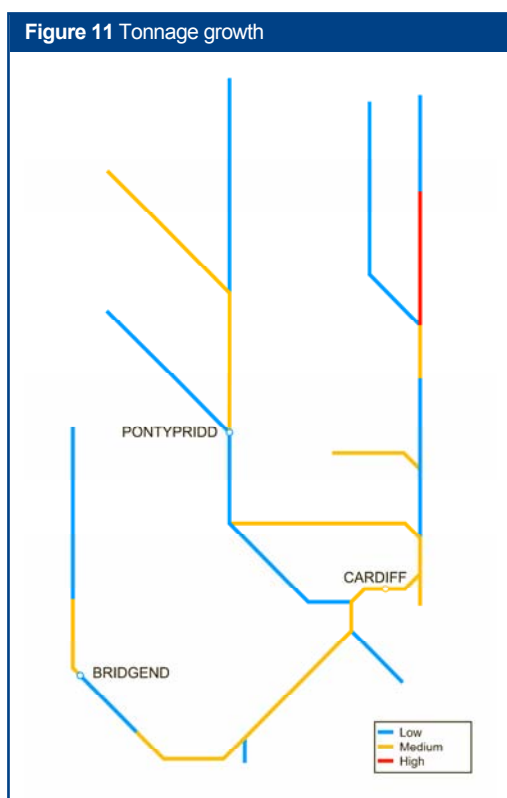 Figure 11 Tonnage growth
PONTYPRIDD
CARDIFF
BRIDGEND
Low
Medium
High